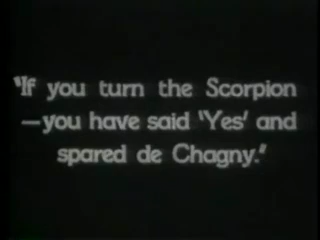 "If you turn the Scorpion
—you have said 'Yes' and
spared de Chagny."